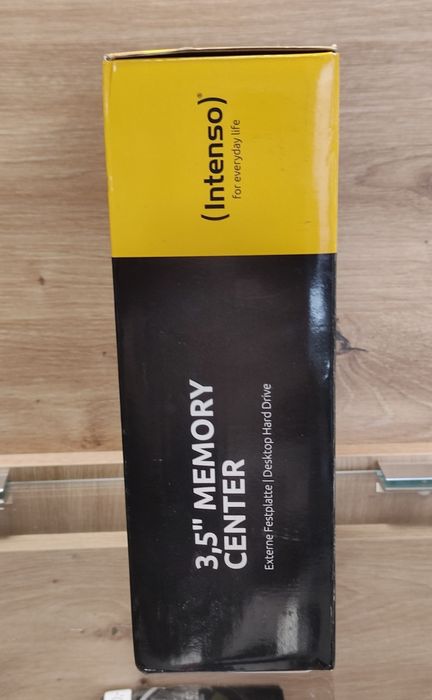 (Intenso)®
for everyday life
3,5" MEMORY
CENTER
Externe Festplatte | Desktop Hard Drive